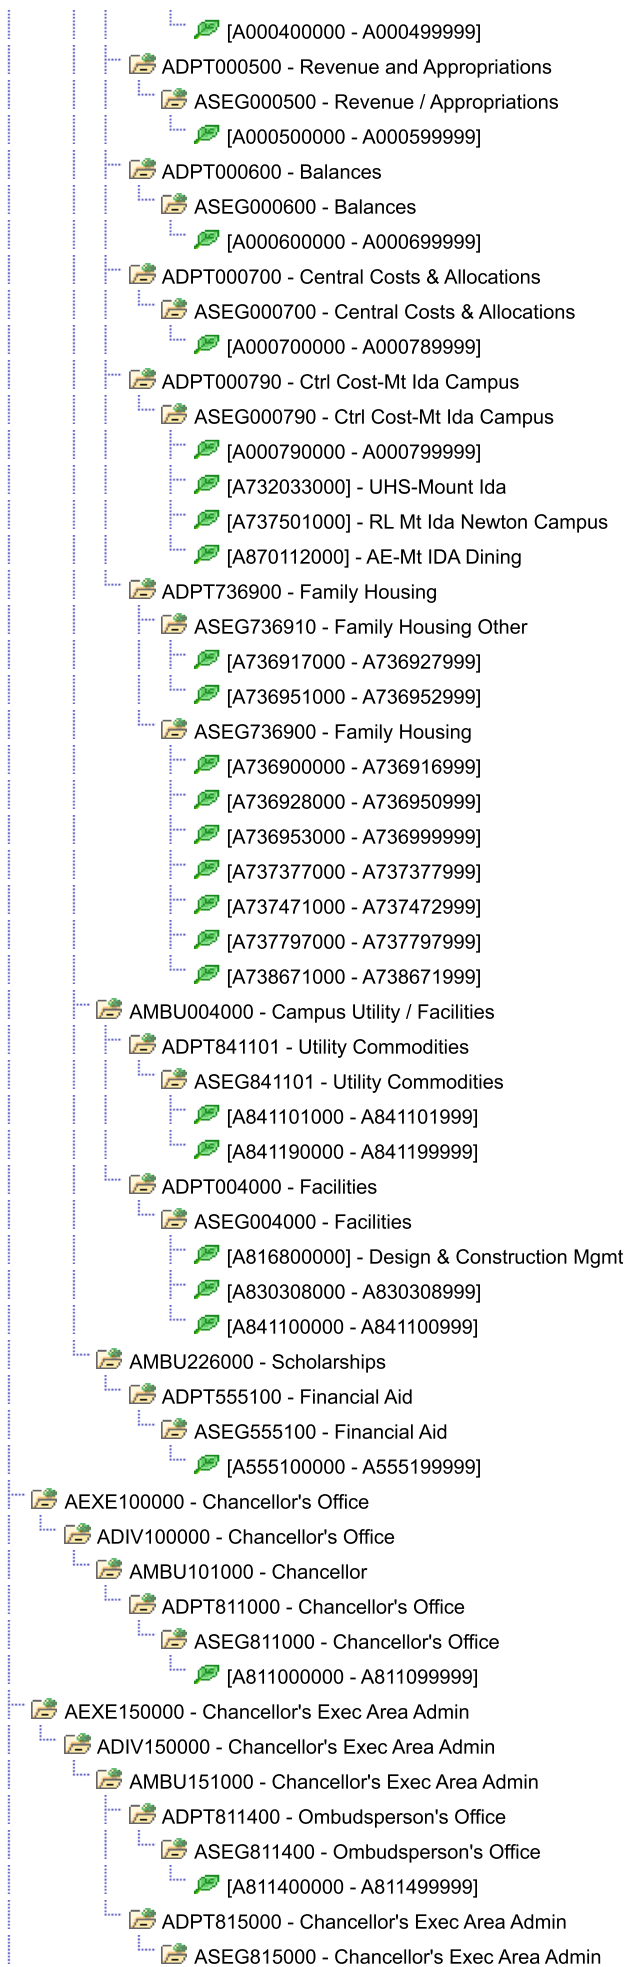 [A000400000 - A000499999]
ADPT000500 - Revenue and Appropriations
ASEG000500 - Revenue / Appropriations
[A000500000 - A000599999]
ADPT000600 - Balances
ASEG000600 - Balances
[A000600000 - A000699999]
ADPT000700 - Central Costs & Allocations
ASEG000700 - Central Costs & Allocations
[A000700000 - A000789999]
ADPT000790 - Ctrl Cost-Mt Ida Campus
ASEG000790 - Ctrl Cost-Mt Ida Campus
[A000790000 - A000799999]
[A732033000] - UHS-Mount Ida
[A737501000] - RL Mt Ida Newton Campus
[A870112000] - AE-Mt IDA Dining
ADPT736900 - Family Housing
ASEG736910 - Family Housing Other
[A736917000 - A736927999]
[A736951000 - A736952999]
ASEG736900 - Family Housing
[A736900000 - A736916999]
[A736928000 - A736950999]
[A736953000 - A736999999]
[A737377000 - A737377999]
[A737471000 - A737472999]
[A737797000 - A737797999]
[A738671000 - A738671999]
AMBU004000 - Campus Utility / Facilities
ADPT841101 - Utility Commodities
ASEG841101 - Utility Commodities
[A841101000 - A841101999]
[A841190000 - A841199999]
ADPT004000 - Facilities
ASEG004000 - Facilities
[A816800000] - Design & Construction Mgmt
[A830308000 - A830308999]
[A841100000 - A841100999]
AMBU226000 - Scholarships
ADPT555100 - Financial Aid
ASEG555100 - Financial Aid
[A555100000 - A555199999]
AEXE100000 - Chancellor's Office
ADIV100000 - Chancellor's Office
AMBU101000 - Chancellor
ADPT811000 - Chancellor's Office
ASEG811000 - Chancellor's Office
[A811000000 - A811099999]
AEXE150000 - Chancellor's Exec Area Admin
ADIV150000 - Chancellor's Exec Area Admin
AMBU151000 - Chancellor's Exec Area Admin
ADPT811400 - Ombudsperson's Office
ASEG811400 - Ombudsperson's Office
[A811400000 - A811499999]
ADPT815000 - Chancellor's Exec Area Admin
ASEG815000 - Chancellor's Exec Area Admin